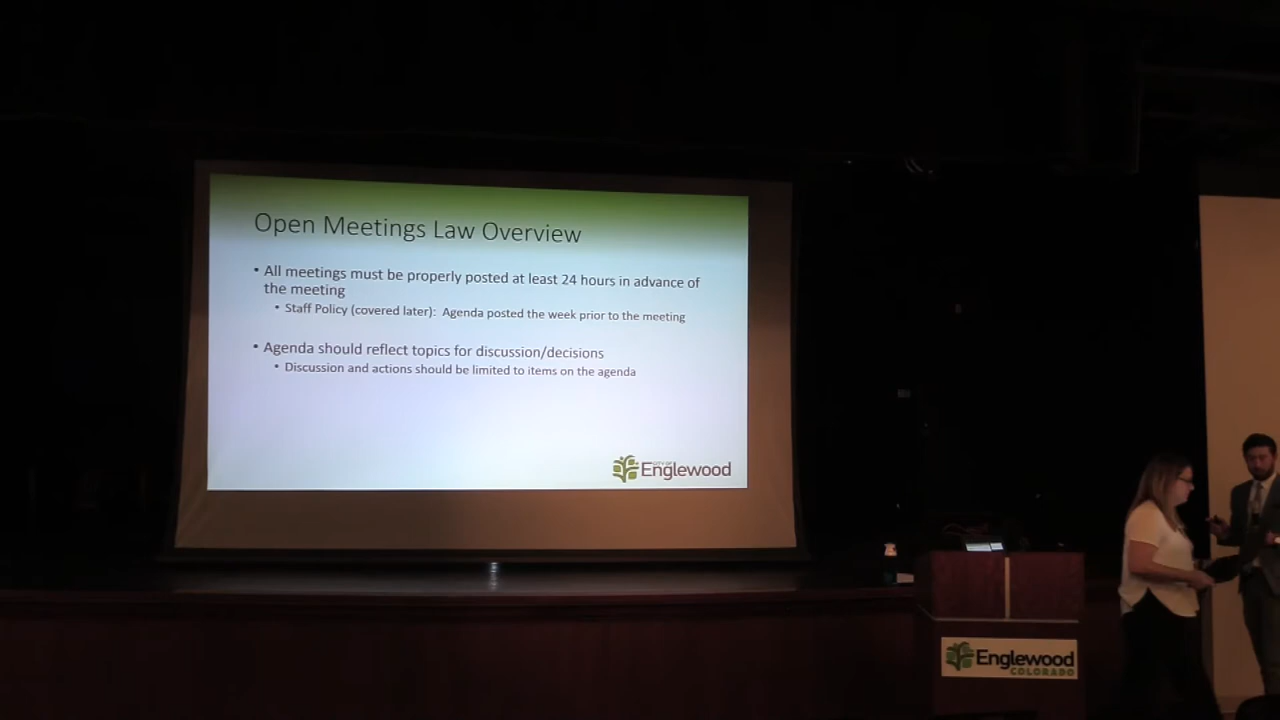 Open Meetings Law Overview
• All meetings must be properly posted at least 24 hours in advance of
the meeting
• Staff Policy (covered later): Agenda posted the week prior to the meeting
• Agenda should reflect topics for discussion/decisions
• Discussion and actions should be limited to items on the agenda
CITY OF
Englewood
Englewood
COLORADO